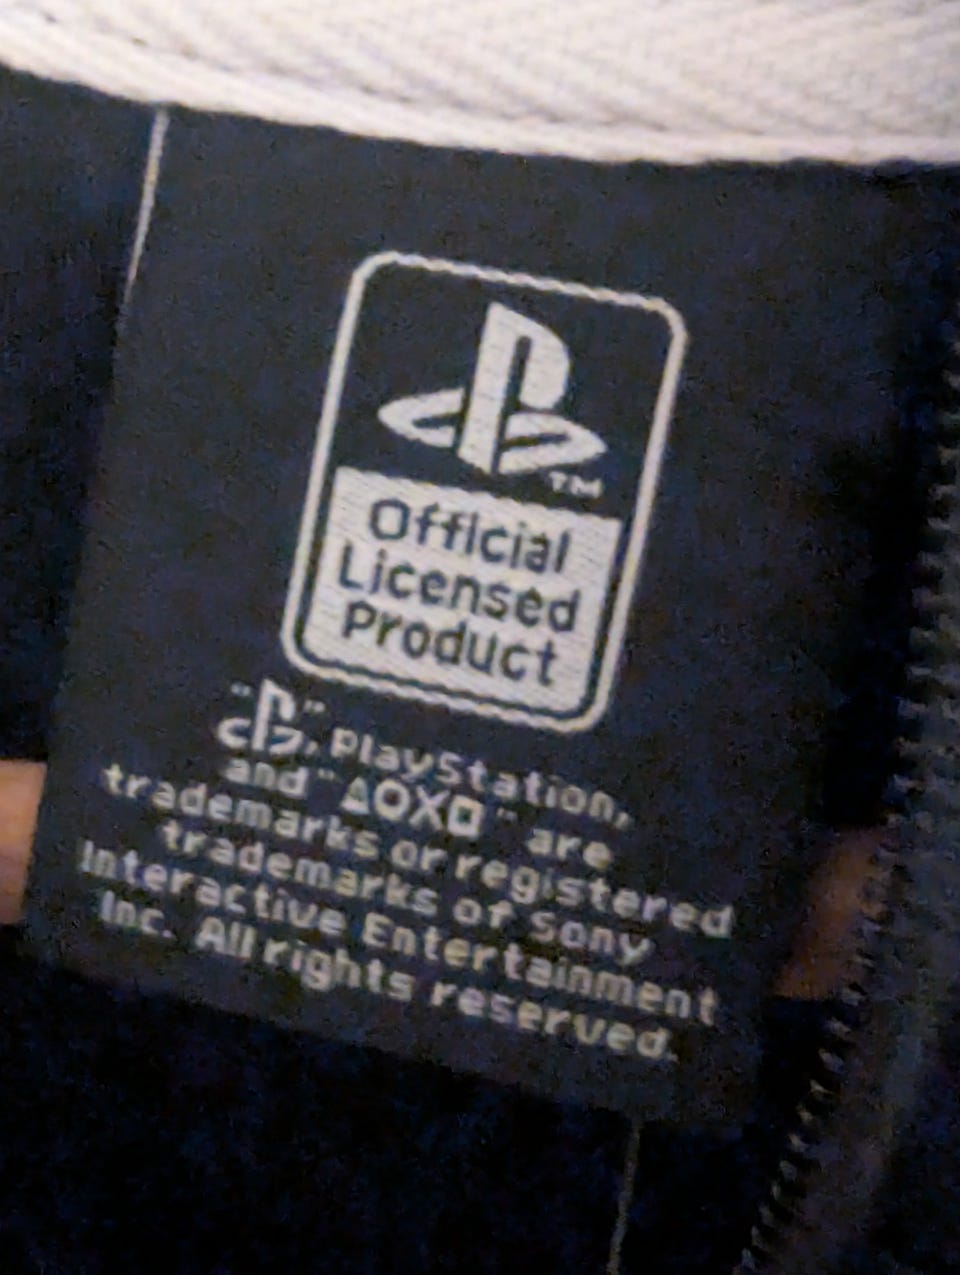 TM
Official
Licensed
Product
" ", PlayStation,
and "△○X□" are
trademarks or registered
trademarks of Sony
Interactive Entertainment
Inc. All rights reserved.